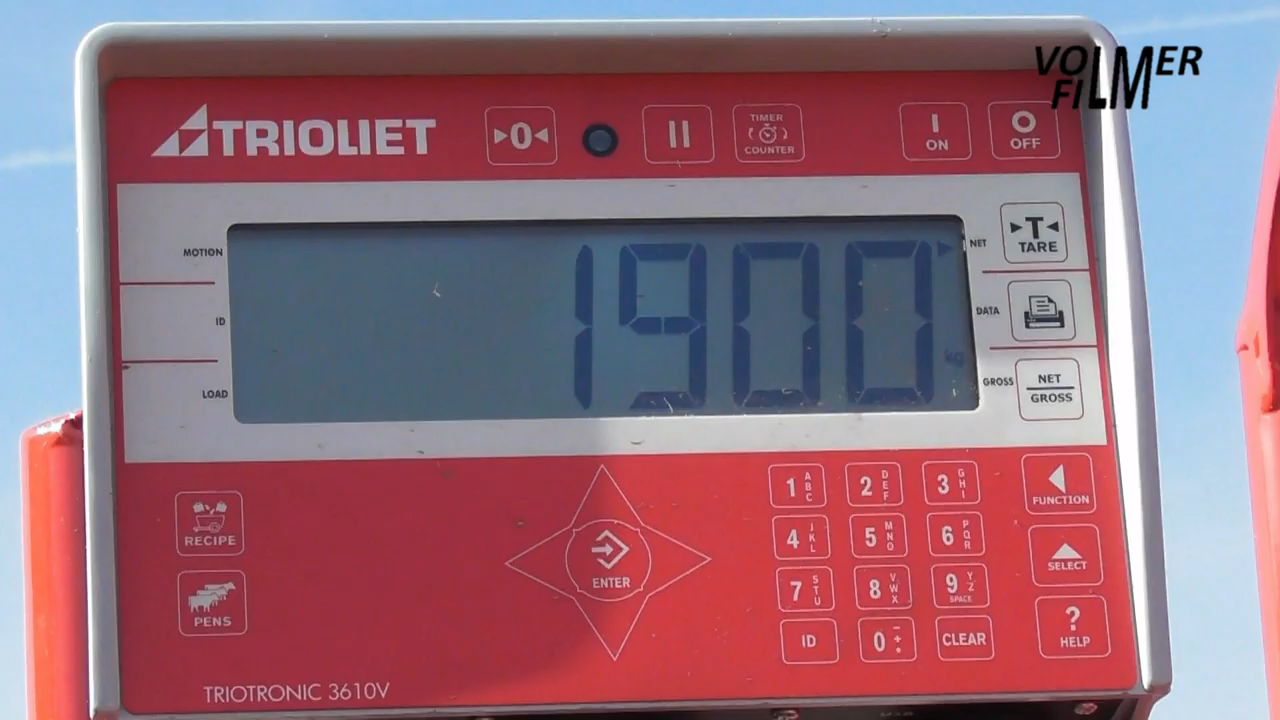 VOLMER
FILM
TRIOLIET
0
TIMER
COUNTER
I
ON
O
OFF
MOTION
ID
LOAD
1900
kg
NET
DATA
GROSS
T
TARE
NET
GROSS
RECIPE
PENS
ENTER
1 ABC
2 DEF
3 GHI
4 JKL
5 MNO
6 PQR
7 STU
8 VWX
9 YZ SPACE
ID
0 - + *
CLEAR
FUNCTION
SELECT
?
HELP
TRIOTRONIC 3610V